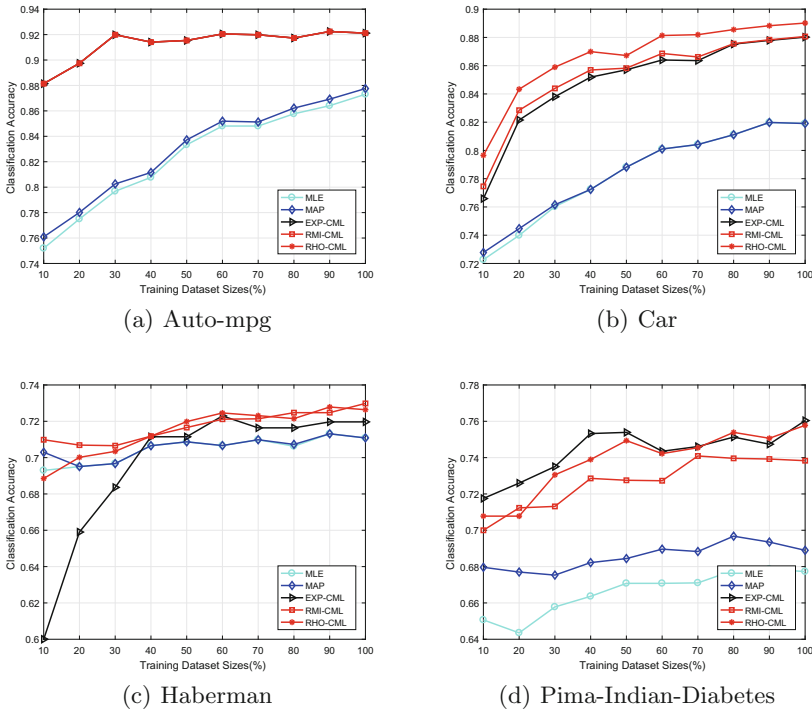 0.94
0.92
0.9
0.88
0.86
0.84
0.82
0.8
0.78
0.76
0.74
Classification Accuracy
MLE
MAP
EXP-CML
RMI-CML
RHO-CML
10 20 30 40 50 60 70 80 90 100
Training Dataset Sizes(%)
(a) Auto-mpg
0.9
0.88
0.86
0.84
0.82
0.8
0.78
0.76
0.74
0.72
Classification Accuracy
MLE
MAP
EXP-CML
RMI-CML
RHO-CML
10 20 30 40 50 60 70 80 90 100
Training Dataset Sizes(%)
(b) Car
0.74
0.72
0.7
0.68
0.66
0.64
0.62
0.6
Classification Accuracy
MLE
MAP
EXP-CML
RMI-CML
RHO-CML
10 20 30 40 50 60 70 80 90 100
Training Dataset Sizes(%)
(c) Haberman
0.78
0.76
0.74
0.72
0.7
0.68
0.66
0.64
Classification Accuracy
MLE
MAP
EXP-CML
RMI-CML
RHO-CML
10 20 30 40 50 60 70 80 90 100
Training Dataset Sizes(%)
(d) Pima-Indian-Diabetes